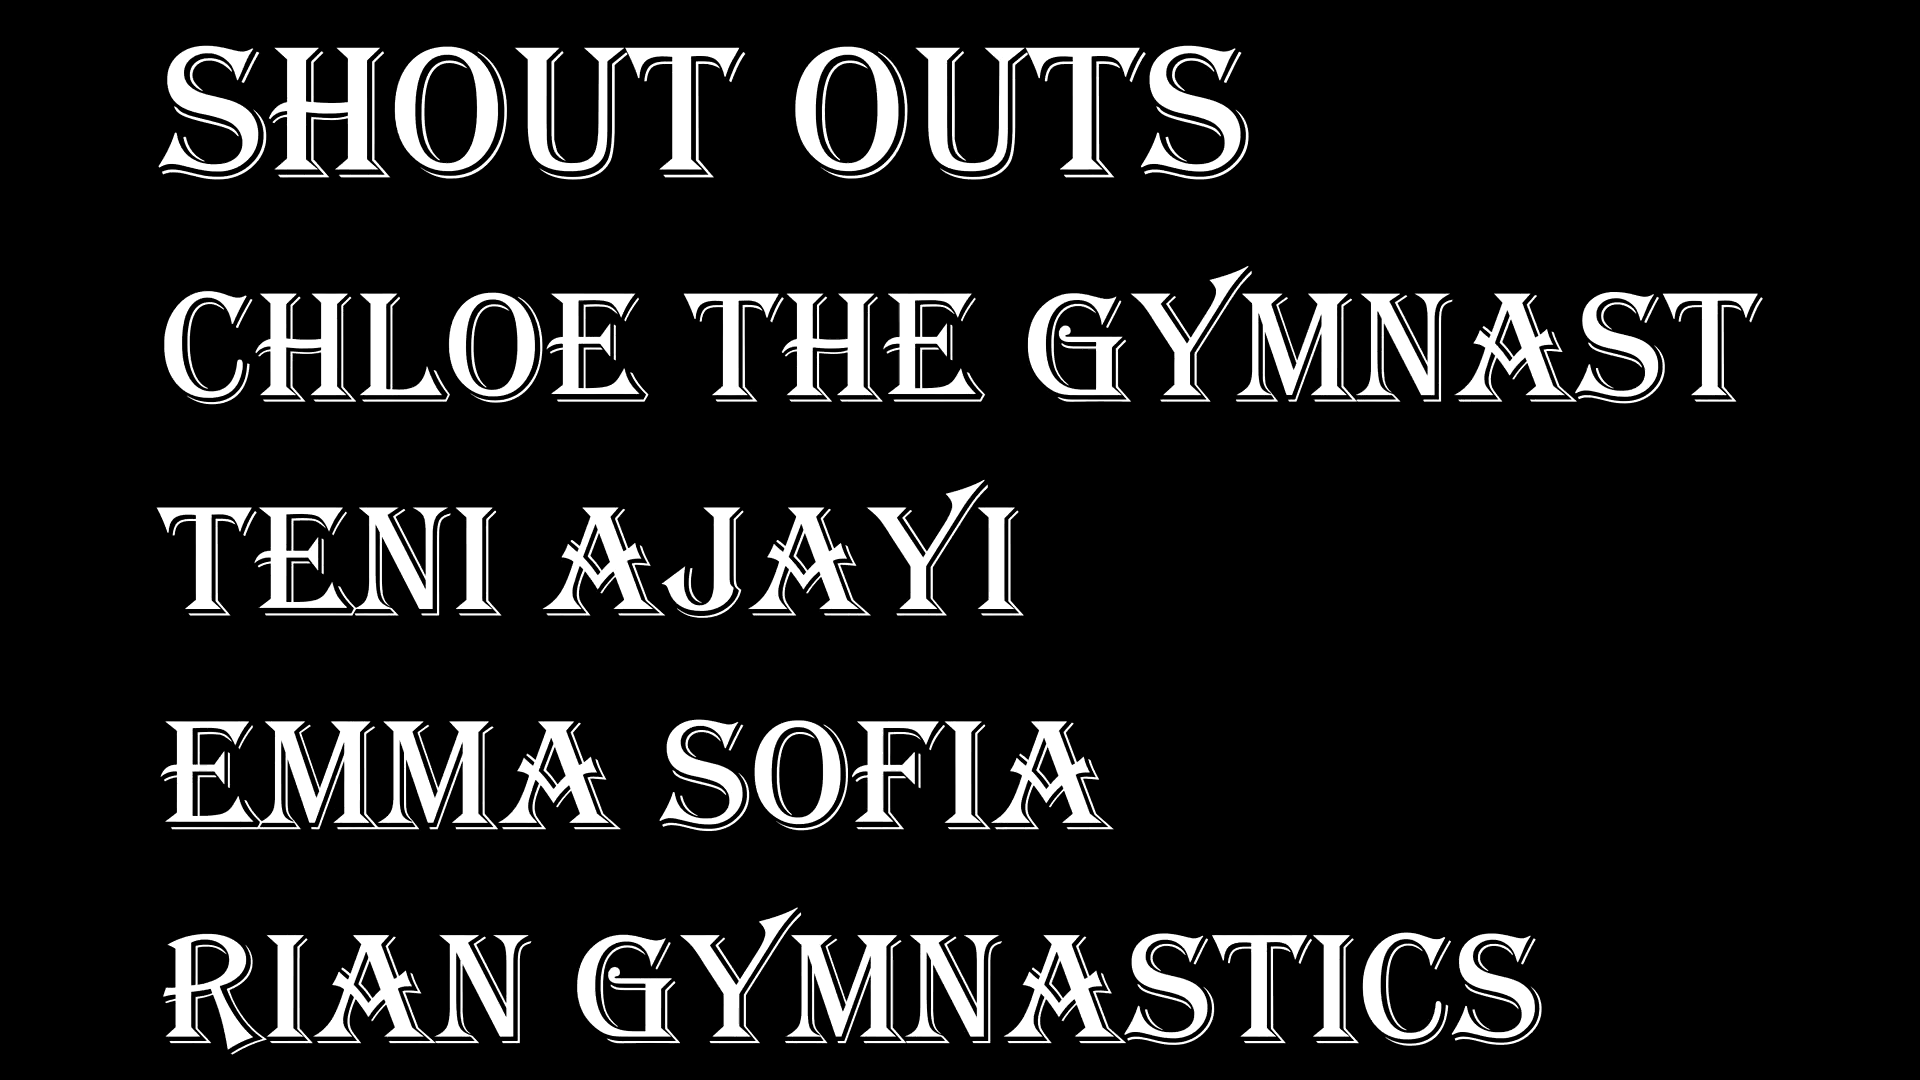 SHOUT OUTS
CHLOE THE GYMNAST
TENI AJAYI
EMMA SOFIA
RIAN GYMNASTICS